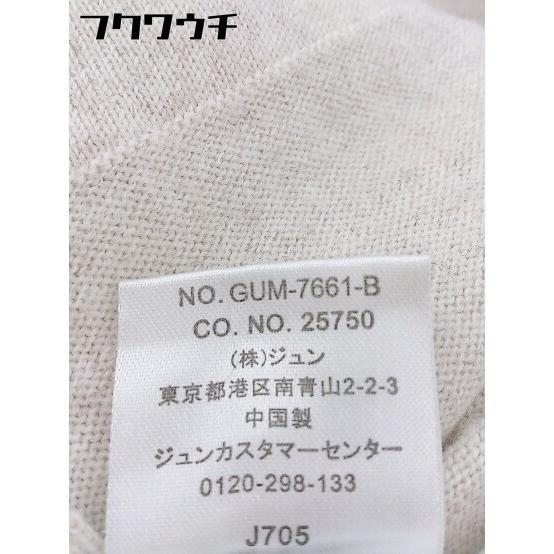 フクワウチ
NO. GUM-7661-B
CO. NO. 25750
(株)ジュン
東京都港区南青山2-2-3
中国製
ジュンカスタマーセンター
0120-298-133
J705